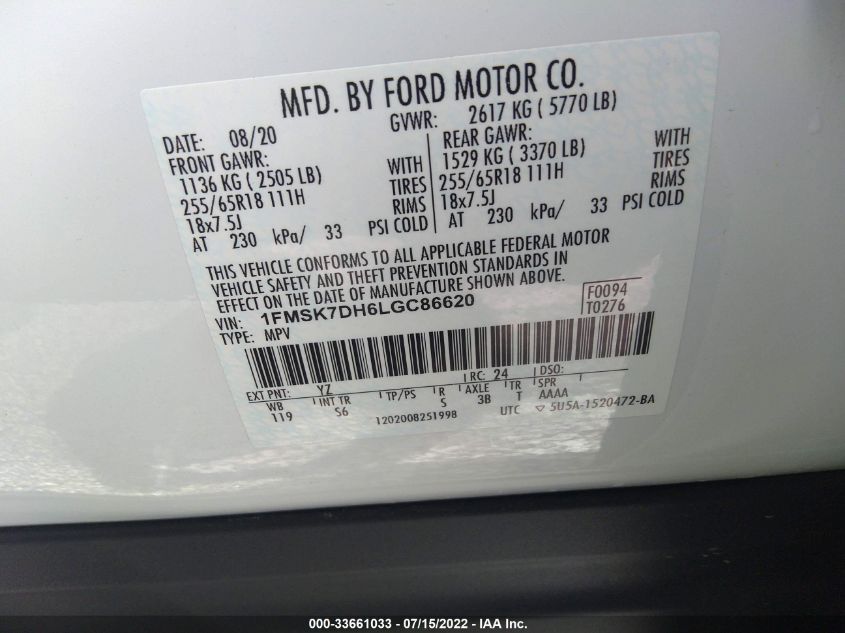 MFD. BY FORD MOTOR CO.
DATE: 08/20 GVWR: 2617 KG ( 5770 LB)
FRONT GAWR: REAR GAWR: WITH
1136 KG ( 2505 LB) WITH 1529 KG ( 3370 LB) TIRES
255/65R18 111H TIRES 255/65R18 111H RIMS
18x7.5J RIMS 18x7.5J
AT 230 kPa/ 33 PSI COLD AT 230 kPa/ 33 PSI COLD
THIS VEHICLE CONFORMS TO ALL APPLICABLE FEDERAL MOTOR
VEHICLE SAFETY AND THEFT PREVENTION STANDARDS IN
EFFECT ON THE DATE OF MANUFACTURE SHOWN ABOVE.
VIN: 1FMSK7DH6LGC86620 F0094
TYPE: MPV T0276
EXT PNT: YZ RC: 24 DSO:
WB INT TR TP/PS R AXLE TR SPR
119 S6 S 3B T AAAA
1202008251998 UTC ▽ 5U5A-1520472-BA
000-33661033 - 07/15/2022 - IAA Inc.